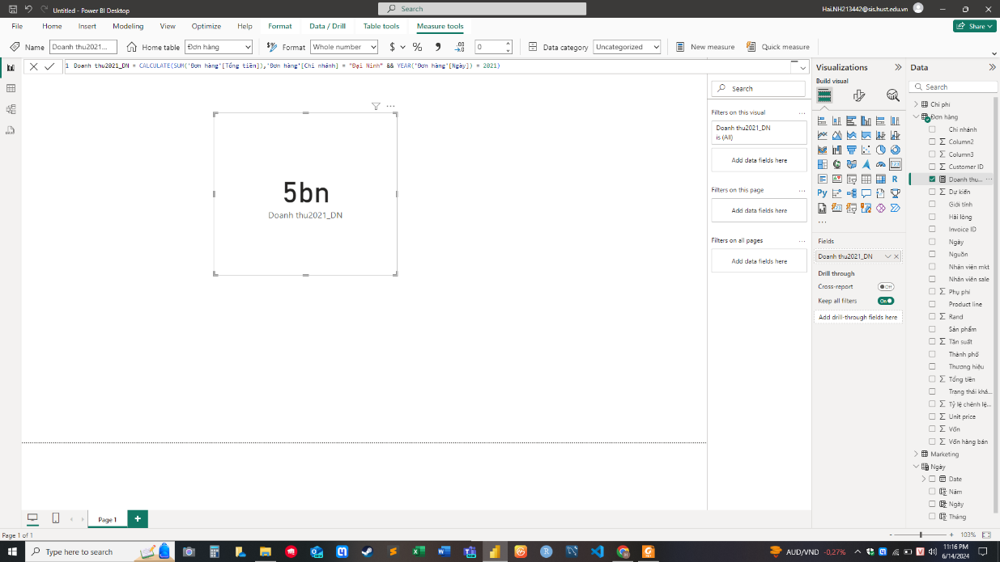 Untitled - Power BI Desktop
Search
Hai.NH213442@sis.hust.edu.vn
File Home Insert Modeling View Optimize Help Format Data / Drill Table tools Measure tools
Share
Name Doanh thu2021...
Home table Đơn hàng
Format Whole number
$ % , .00 →.0 0
Data category Uncategorized
New measure
Quick measure
1 Doanh thu2021_DN = CALCULATE(SUM('Đơn hàng'[Tổng tiền]),'Đơn hàng'[Chi nhánh] = "Đại Ninh" && YEAR('Đơn hàng'[Ngày]) = 2021)
5bn
Doanh thu2021_DN
Search
Filters on this visual ...
Doanh thu2021_DN
is (All)
Add data fields here
Filters on this page ...
Add data fields here
Filters on all pages ...
Add data fields here
Visualizations
Build visual
123
R
Py
...
Fields
Doanh thu2021_DN
Drill through
Cross-report Off
Keep all filters On
Add drill-through fields here
Data
Search
Chi phí
Đơn hàng
Chi nhánh
Column2
Column3
Customer ID
Doanh thu... ...
Dự kiến
Giới tính
Hài lòng
Invoice ID
Ngày
Nguồn
Nhân viên mkt
Nhân viên sale
Phụ phí
Product line
Rand
Sản phẩm
Tần suất
Thành phố
Thương hiệu
Tổng tiền
Trạng thái khá...
Tỷ lệ chênh lệ...
Unit price
Vốn
Vốn hàng bán
Marketing
Ngày
Date
Năm
Ngày
Tháng
Page 1
+
Page 1 of 1
- + 103%
Type here to search
AUD/VND -0,27%
11:16 PM
6/14/2024